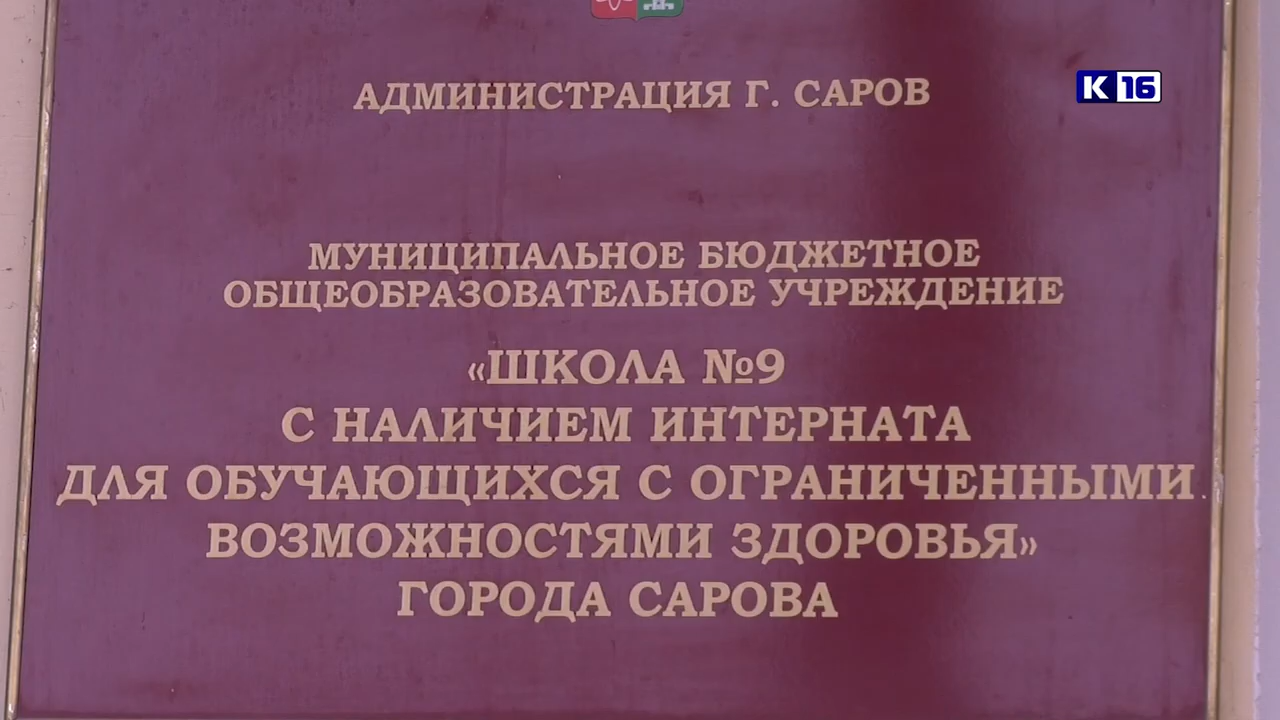 К 16
АДМИНИСТРАЦИЯ Г. САРОВ
МУНИЦИПАЛЬНОЕ БЮДЖЕТНОЕ
ОБЩЕОБРАЗОВАТЕЛЬНОЕ УЧРЕЖДЕНИЕ
«ШКОЛА №9
С НАЛИЧИЕМ ИНТЕРНАТА
ДЛЯ ОБУЧАЮЩИХСЯ С ОГРАНИЧЕННЫМИ
ВОЗМОЖНОСТЯМИ ЗДОРОВЬЯ»
ГОРОДА САРОВА